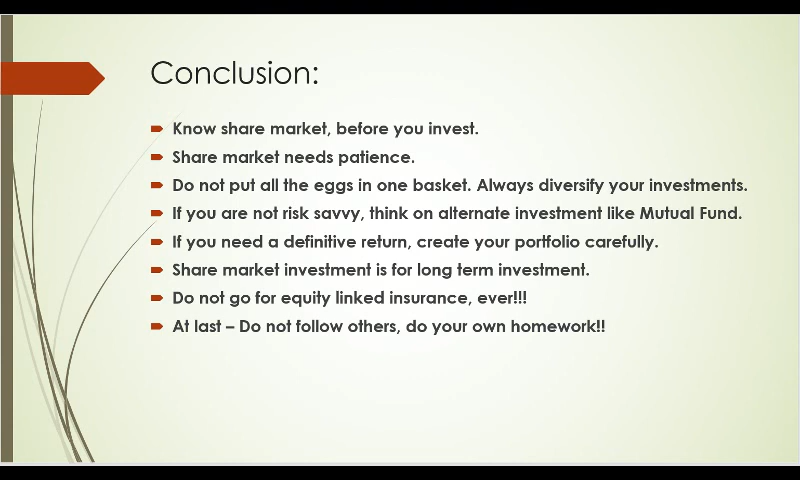 Conclusion:
Know share market, before you invest.
Share market needs patience.
Do not put all the eggs in one basket. Always diversify your investments.
If you are not risk savvy, think on alternate investment like Mutual Fund.
If you need a definitive return, create your portfolio carefully.
Share market investment is for long term investment.
Do not go for equity linked insurance, ever!!!
At last – Do not follow others, do your own homework!!